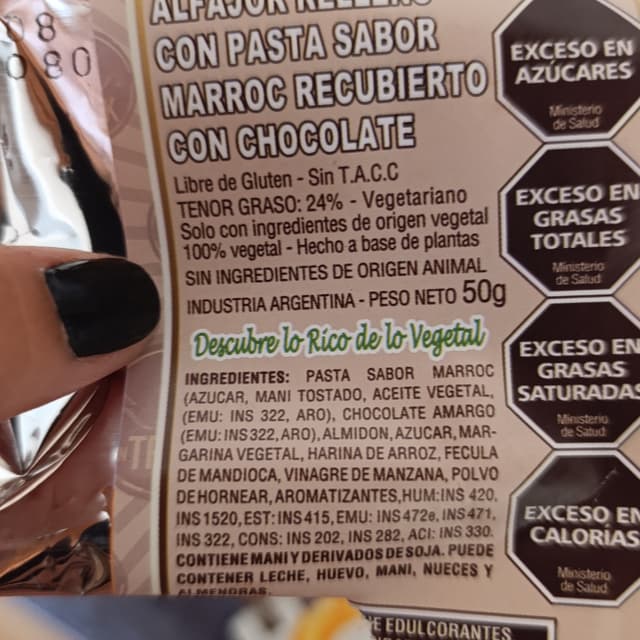 08
080
ALFAJOR RELLENO
CON PASTA SABOR
MARROC RECUBIERTO
CON CHOCOLATE
Libre de Gluten - Sin T.A.C.C
TENOR GRASO: 24% - Vegetariano
Solo con ingredientes de origen vegetal
100% vegetal - Hecho a base de plantas
SIN INGREDIENTES DE ORIGEN ANIMAL
INDUSTRIA ARGENTINA - PESO NETO 50g
Descubre lo Rico de lo Vegetal
INGREDIENTES: PASTA SABOR MARROC
(AZUCAR, MANI TOSTADO, ACEITE VEGETAL,
(EMU: INS 322, ARO), CHOCOLATE AMARGO
(EMU: INS 322, ARO), ALMIDON, AZUCAR, MAR-
GARINA VEGETAL, HARINA DE ARROZ, FECULA
DE MANDIOCA, VINAGRE DE MANZANA, POLVO
DE HORNEAR, AROMATIZANTES, HUM: INS 420,
INS 1520, EST: INS 415, EMU: INS 472e, INS 471,
INS 322, CONS: INS 202, INS 282, ACI: INS 330.
CONTIENE MANI Y DERIVADOS DE SOJA. PUEDE
CONTENER LECHE, HUEVO, MANI, NUECES Y
ALMENDRAS.
EXCESO EN
AZÚCARES
Ministerio
de Salud
EXCESO EN
GRASAS
TOTALES
Ministerio
de Salud
EXCESO EN
GRASAS
SATURADAS
Ministerio
de Salud
EXCESO EN
CALORÍAS
Ministerio
de Salud
EDULCORANTES